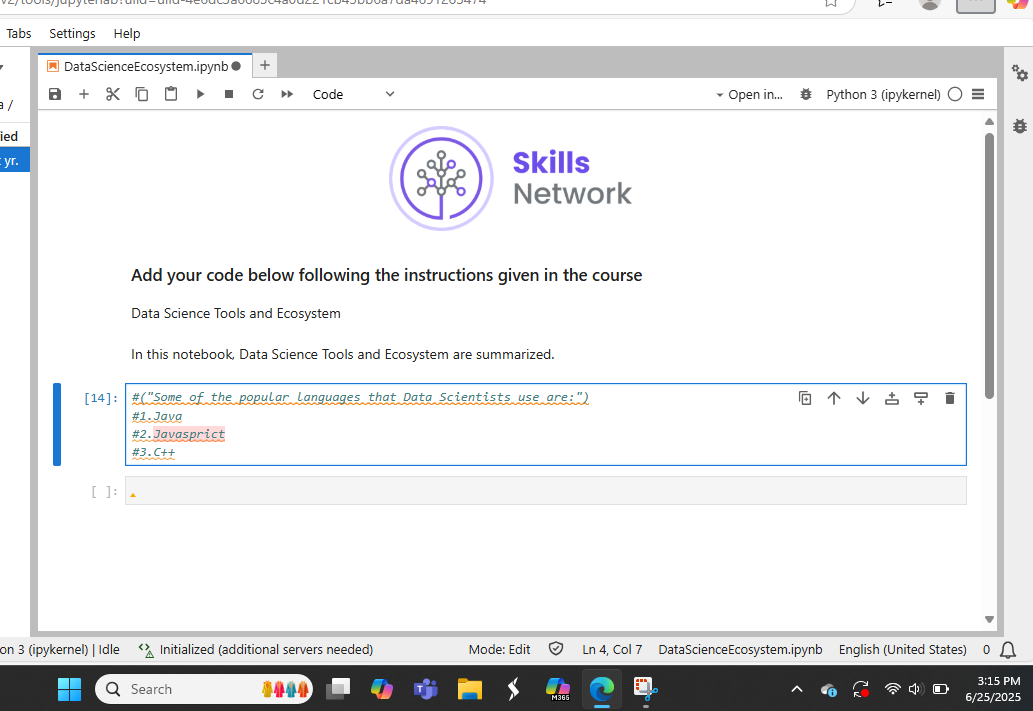 Tabs Settings Help
DataScienceEcosystem.ipynb
Code
Open in...
Python 3 (ipykernel)
a /
ied
yr.
Skills
Network
Add your code below following the instructions given in the course
Data Science Tools and Ecosystem
In this notebook, Data Science Tools and Ecosystem are summarized.
[14]:
#("Some of the popular languages that Data Scientists use are:")
#1.Java
#2.Javasprict
#3.C++
[ ]:
on 3 (ipykernel) | Idle
Initialized (additional servers needed)
Mode: Edit
Ln 4, Col 7
DataScienceEcosystem.ipynb
English (United States)
0
Search
M365
3:15 PM
6/25/2025